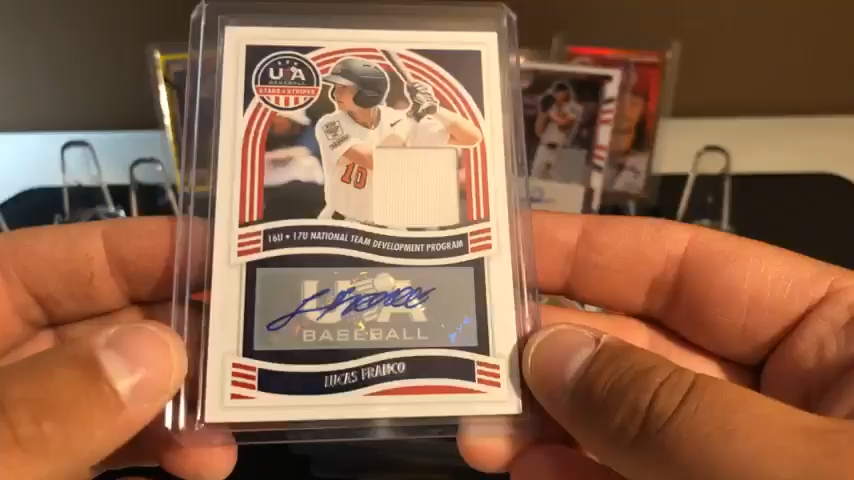 USA
BASEBALL
STARS & STRIPES
10
16U • 17U NATIONAL TEAM DEVELOPMENT PROGRAM
USA
BASEBALL
LUCAS FRANCO